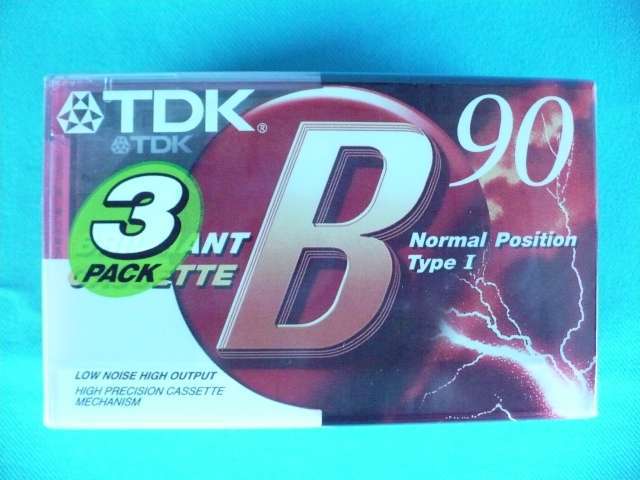 TDK®
TDK
90
3
PACK
B
Normal Position
Type I
LOW NOISE HIGH OUTPUT
HIGH PRECISION CASSETTE
MECHANISM